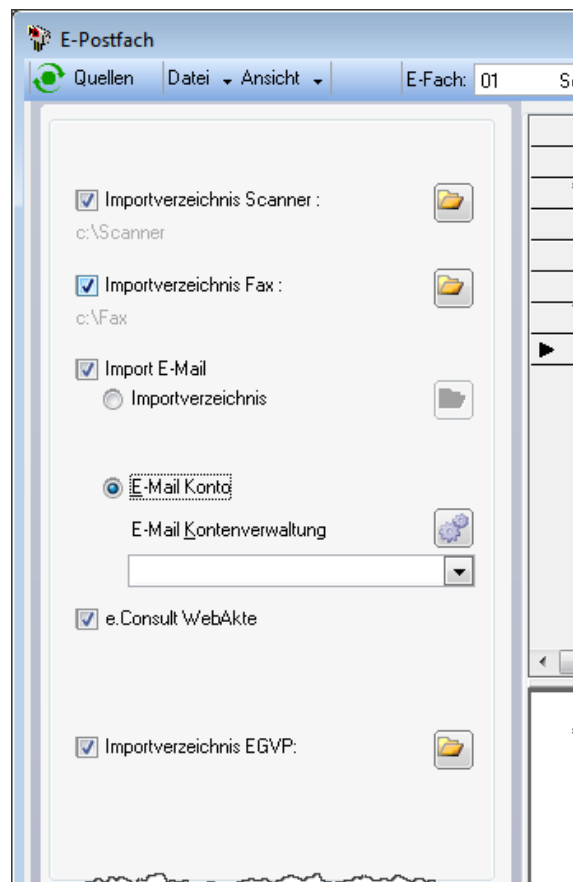 E-Postfach
Quellen Datei Ansicht E-Fach: 01
Importverzeichnis Scanner :
c:\Scanner
Importverzeichnis Fax :
c:\Fax
Import E-Mail
Importverzeichnis
E-Mail Konto
E-Mail Kontenverwaltung
e.Consult WebAkte
Importverzeichnis EGVP: